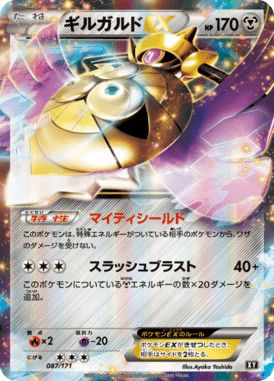 たね
ギルガルドEX HP170
とくせい
特性 マイティシールド
このポケモンは、特殊エネルギーがついている相手のポケモンから、ワザのダメージを受けない。
スラッシュブラスト 40+
このポケモンについているエネルギーの数×20ダメージを追加。
弱点 ×2 抵抗力 -20
にげる
ポケモンEXのルール
ポケモンEXがきぜつしたとき、相手はサイドを2枚とる。
087/171
Illus.Ayaka Yoshida
XY